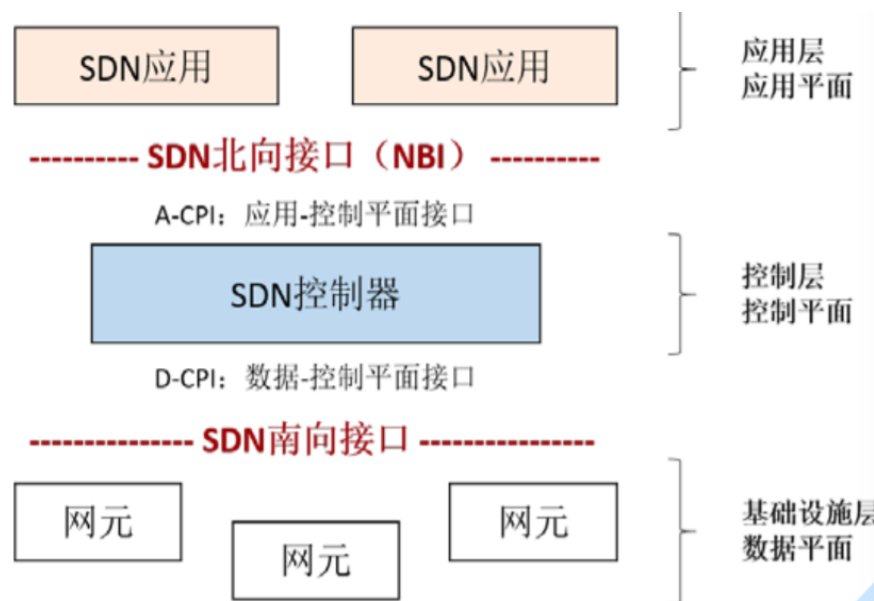 SDN应用
SDN应用
应用层
应用平面
---------- SDN北向接口（NBI） ----------
A-CPI：应用-控制平面接口
SDN控制器
控制层
控制平面
D-CPI：数据-控制平面接口
--------------- SDN南向接口 ----------------
网元
网元
网元
基础设施层
数据平面